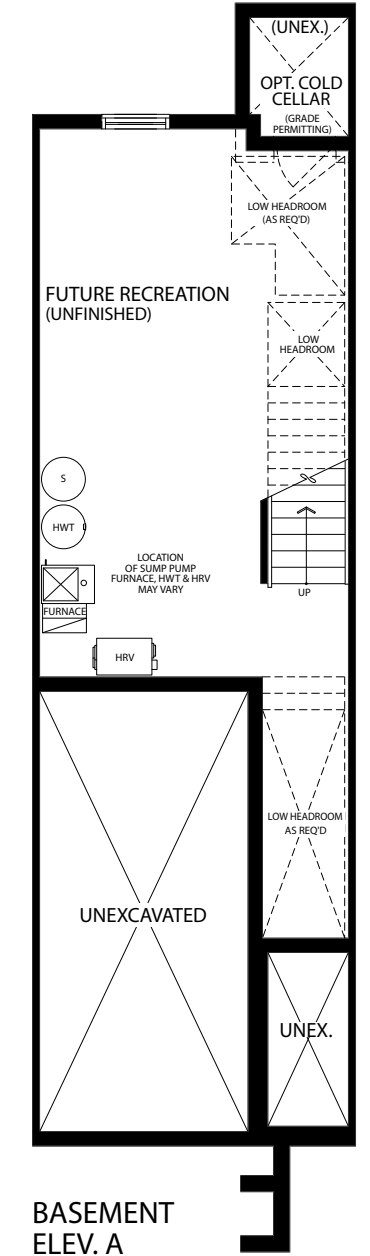 (UNEX.)
OPT. COLD
CELLAR
(GRADE
PERMITTING)
LOW HEADROOM
(AS REQ'D)
FUTURE RECREATION
(UNFINISHED)
LOW
HEADROOM
S
HWT
LOCATION
OF SUMP PUMP
FURNACE, HWT & HRV
MAY VARY
UP
FURNACE
HRV
LOW HEADROOM
AS REQ'D
UNEXCAVATED
UNEX.
BASEMENT
ELEV. A